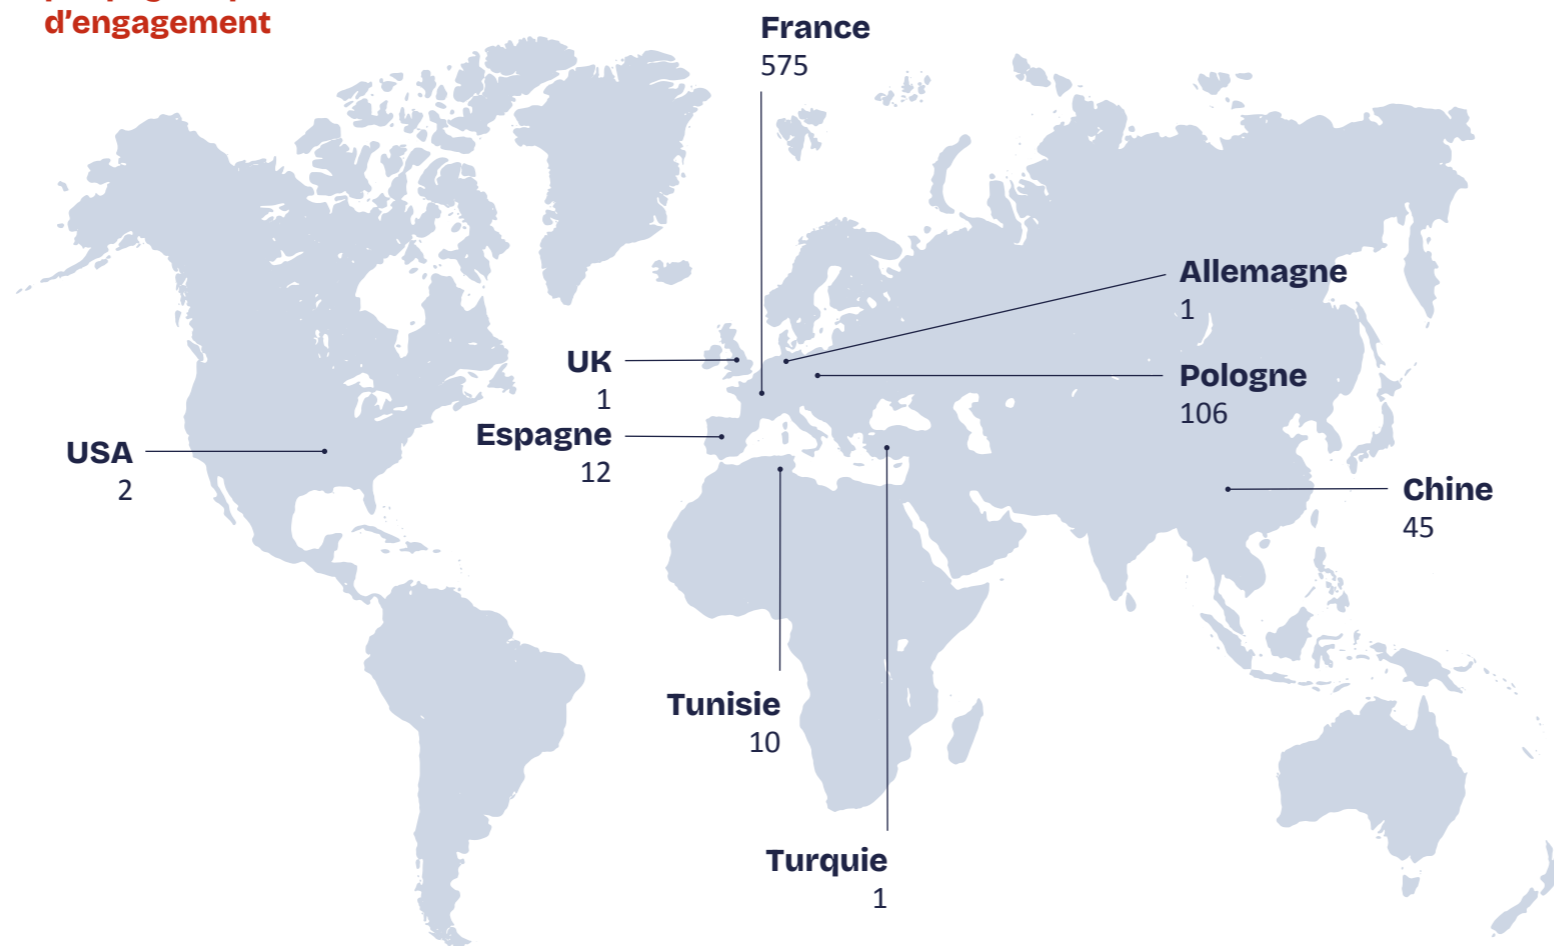 d’engagement
France
575
Allemagne
1
UK
1
Pologne
106
Espagne
12
USA
2
Chine
45
Tunisie
10
Turquie
1